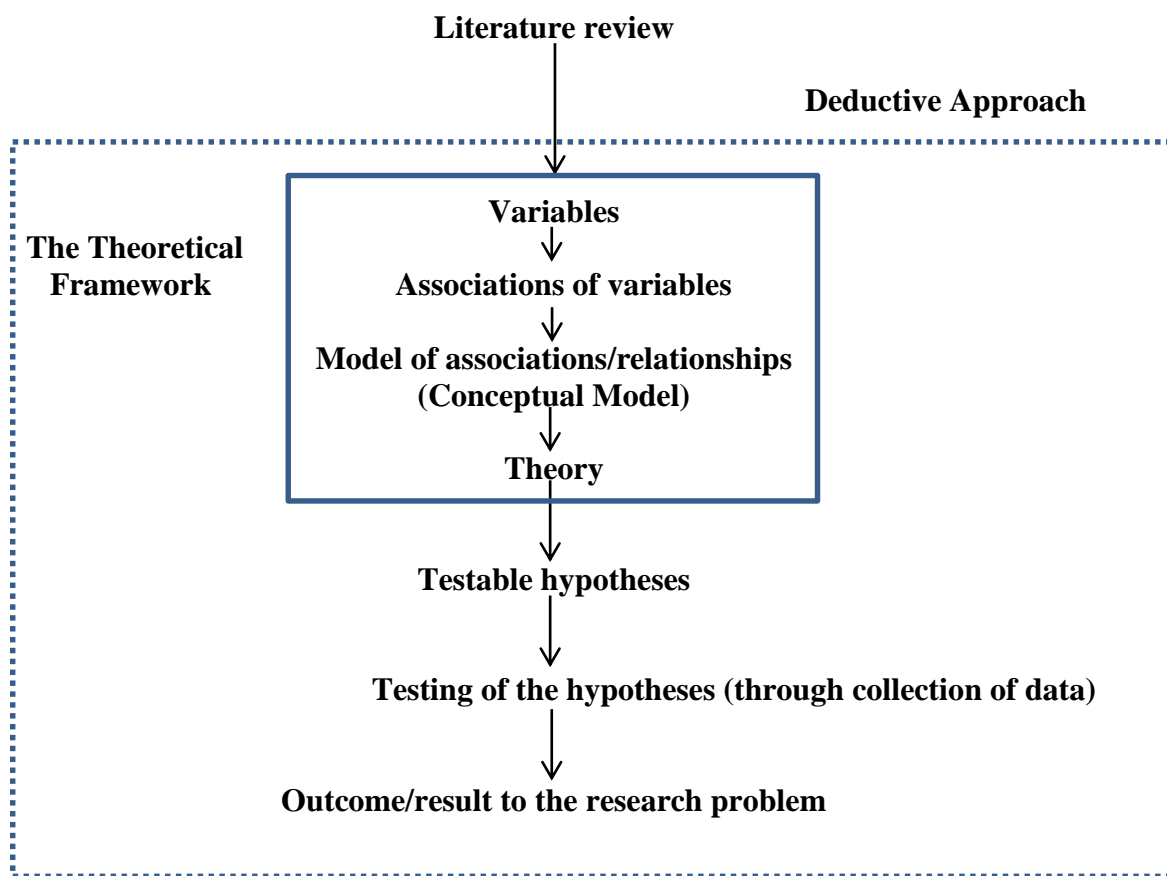 Literature review
Deductive Approach
The Theoretical
Framework
Variables
Associations of variables
Model of associations/relationships
(Conceptual Model)
Theory
Testable hypotheses
Testing of the hypotheses (through collection of data)
Outcome/result to the research problem